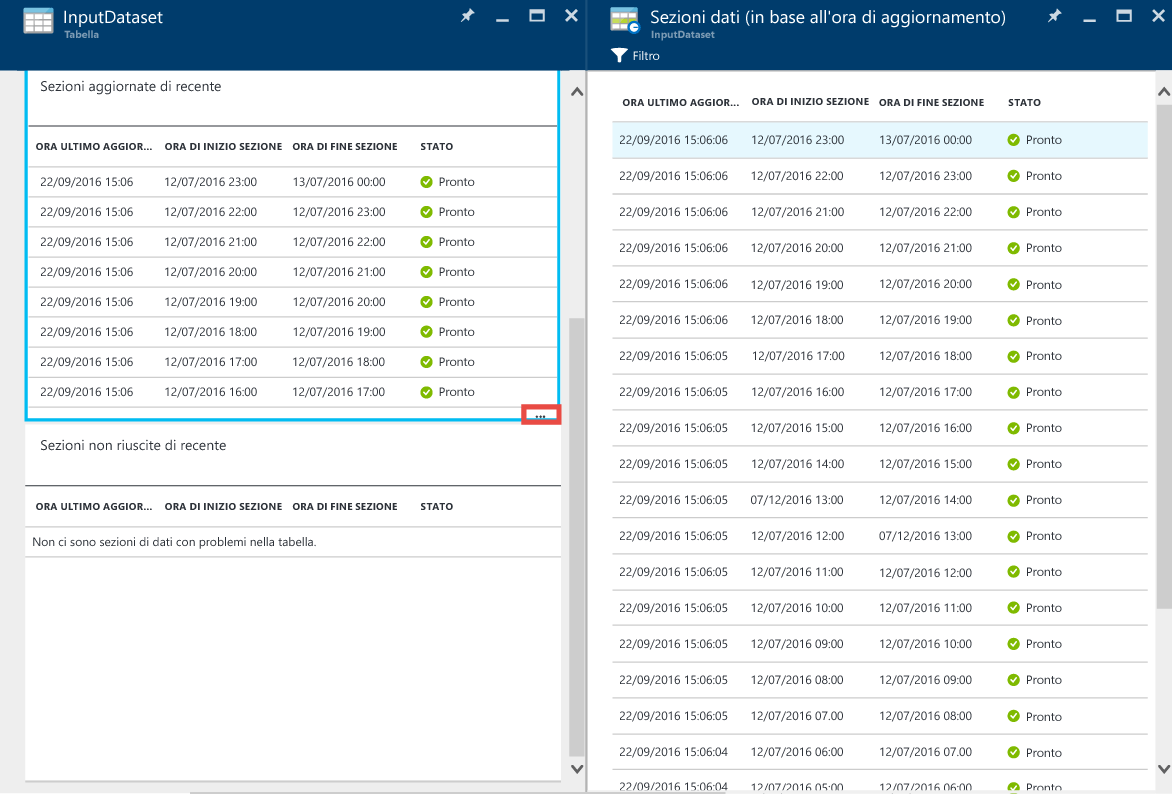 InputDataset
Tabella
Sezioni aggiornate di recente
ORA ULTIMO AGGIOR... ORA DI INIZIO SEZIONE ORA DI FINE SEZIONE STATO
22/09/2016 15:06 12/07/2016 23:00 13/07/2016 00:00 Pronto
22/09/2016 15:06 12/07/2016 22:00 12/07/2016 23:00 Pronto
22/09/2016 15:06 12/07/2016 21:00 12/07/2016 22:00 Pronto
22/09/2016 15:06 12/07/2016 20:00 12/07/2016 21:00 Pronto
22/09/2016 15:06 12/07/2016 19:00 12/07/2016 20:00 Pronto
22/09/2016 15:06 12/07/2016 18:00 12/07/2016 19:00 Pronto
22/09/2016 15:06 12/07/2016 17:00 12/07/2016 18:00 Pronto
22/09/2016 15:06 12/07/2016 16:00 12/07/2016 17:00 Pronto
...
Sezioni non riuscite di recente
ORA ULTIMO AGGIOR... ORA DI INIZIO SEZIONE ORA DI FINE SEZIONE STATO
Non ci sono sezioni di dati con problemi nella tabella.
Sezioni dati (in base all'ora di aggiornamento)
InputDataset
Filtro
ORA ULTIMO AGGIOR... ORA DI INIZIO SEZIONE ORA DI FINE SEZIONE STATO
22/09/2016 15:06:06 12/07/2016 23:00 13/07/2016 00:00 Pronto
22/09/2016 15:06:06 12/07/2016 22:00 12/07/2016 23:00 Pronto
22/09/2016 15:06:06 12/07/2016 21:00 12/07/2016 22:00 Pronto
22/09/2016 15:06:06 12/07/2016 20:00 12/07/2016 21:00 Pronto
22/09/2016 15:06:06 12/07/2016 19:00 12/07/2016 20:00 Pronto
22/09/2016 15:06:06 12/07/2016 18:00 12/07/2016 19:00 Pronto
22/09/2016 15:06:05 12/07/2016 17:00 12/07/2016 18:00 Pronto
22/09/2016 15:06:05 12/07/2016 16:00 12/07/2016 17:00 Pronto
22/09/2016 15:06:05 12/07/2016 15:00 12/07/2016 16:00 Pronto
22/09/2016 15:06:05 12/07/2016 14:00 12/07/2016 15:00 Pronto
22/09/2016 15:06:05 07/12/2016 13:00 12/07/2016 14:00 Pronto
22/09/2016 15:06:05 12/07/2016 12:00 07/12/2016 13:00 Pronto
22/09/2016 15:06:05 12/07/2016 11:00 12/07/2016 12:00 Pronto
22/09/2016 15:06:05 12/07/2016 10:00 12/07/2016 11:00 Pronto
22/09/2016 15:06:05 12/07/2016 09:00 12/07/2016 10:00 Pronto
22/09/2016 15:06:05 12/07/2016 08:00 12/07/2016 09:00 Pronto
22/09/2016 15:06:05 12/07/2016 07.00 12/07/2016 08:00 Pronto
22/09/2016 15:06:04 12/07/2016 06:00 12/07/2016 07.00 Pronto
22/09/2016 15:06:04 12/07/2016 05:00 12/07/2016 06:00 Pronto